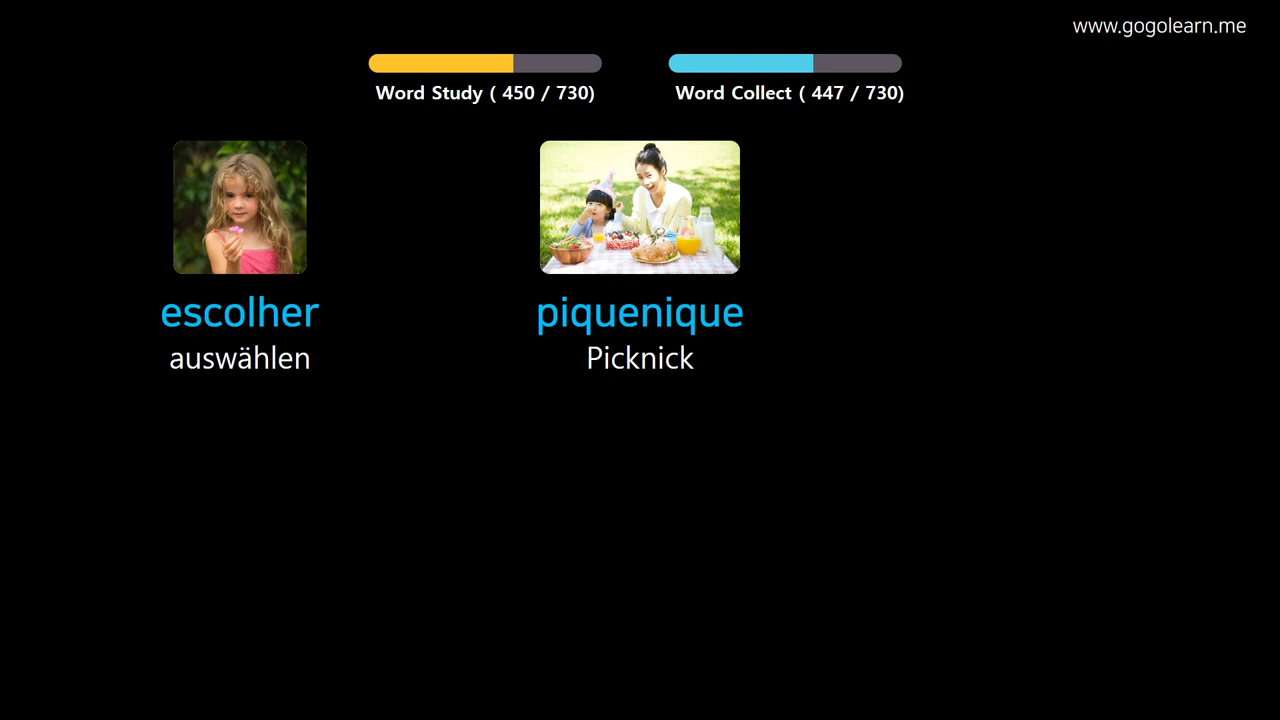 www.gogolearn.me
Word Study ( 450 / 730)
Word Collect ( 447 / 730)
escolher
auswählen
piquenique
Picknick